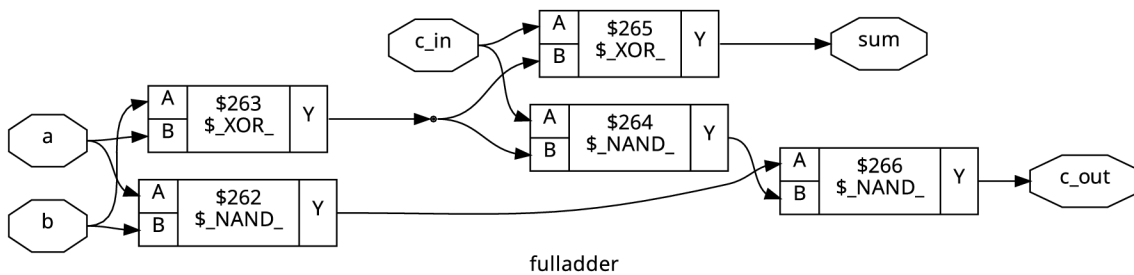 c_in
A
B
$265
$_XOR_
Y
sum
a
b
A
B
$263
$_XOR_
Y
A
B
$264
$_NAND_
Y
A
B
$262
$_NAND_
Y
A
B
$266
$_NAND_
Y
c_out
fulladder